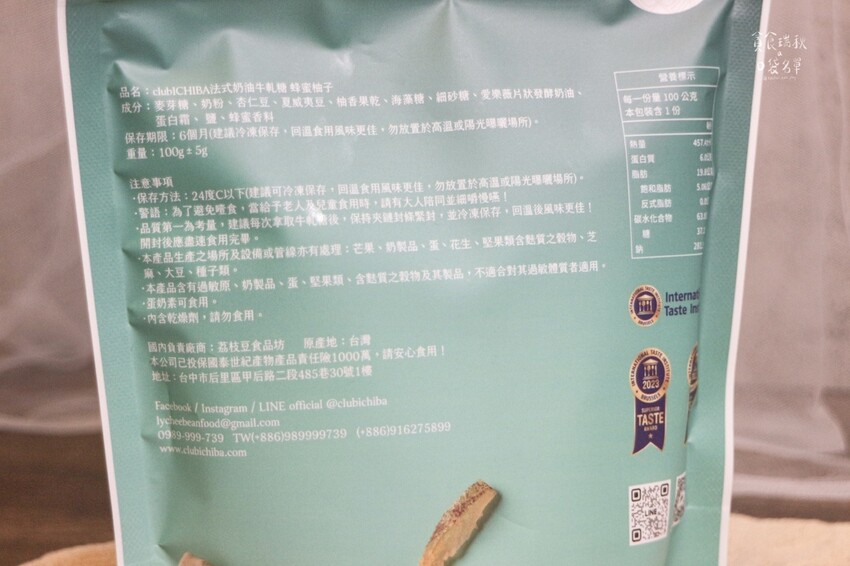 品名：clubICHIBA法式奶油牛軋糖 蜂蜜柚子
成分：麥芽糖、奶粉、杏仁豆、夏威夷豆、柚香果乾、海藻糖、細砂糖、愛樂薇片狀發酵奶油、
蛋白霜、鹽、蜂蜜香料
保存期限：6個月(建議冷凍保存，回溫食用風味更佳，勿放置於高溫或陽光曝曬場所)。
重量：100g ± 5g
注意事項
·保存方法：24度C以下(建議可冷凍保存，回溫食用風味更佳，勿放置於高溫或陽光曝曬場所)。
·警語：為了避免噎食，當給予老人及兒童食用時，請有大人陪同並細嚼慢嚥！
·品質第一為考量，建議每次拿取牛軋糖後，保持夾鏈封條緊封，並冷凍保存，回溫後風味更佳！
開封後應盡速食用完畢。
·本產品生產之場所及設備或管線亦有處理：芒果、奶製品、蛋、花生、堅果類含麩質之穀物、芝
麻、大豆、種子類。
·本產品含有過敏原、奶製品、蛋、堅果類、含麩質之穀物及其製品，不適合對其過敏體質者適用。
·蛋奶素可食用。
·內含乾燥劑，請勿食用。
國內負責廠商：荔枝豆食品坊 原產地：台灣
本公司已投保國泰世紀產物產品責任險1000萬，請安心食用！
地址：台中市后里區甲后路二段485巷30號1樓
Facebook / Instagram / LINE official @clubichiba
lycheebeanfood@gmail.com
0989-999-739 TW(+886)989999739 (+886)916275899
www.clubichiba.com
營養標示
每一份量 100 公克
本包裝含 1 份
熱量 457.
蛋白質
脂肪
飽和脂肪
反式脂肪
碳水化合物
糖
鈉
Internat
Taste Ins
INTERNATIONAL TASTE INSTITUTE
2023
BRUSSELS
SUPERIOR
TASTE
AWARD
LINE